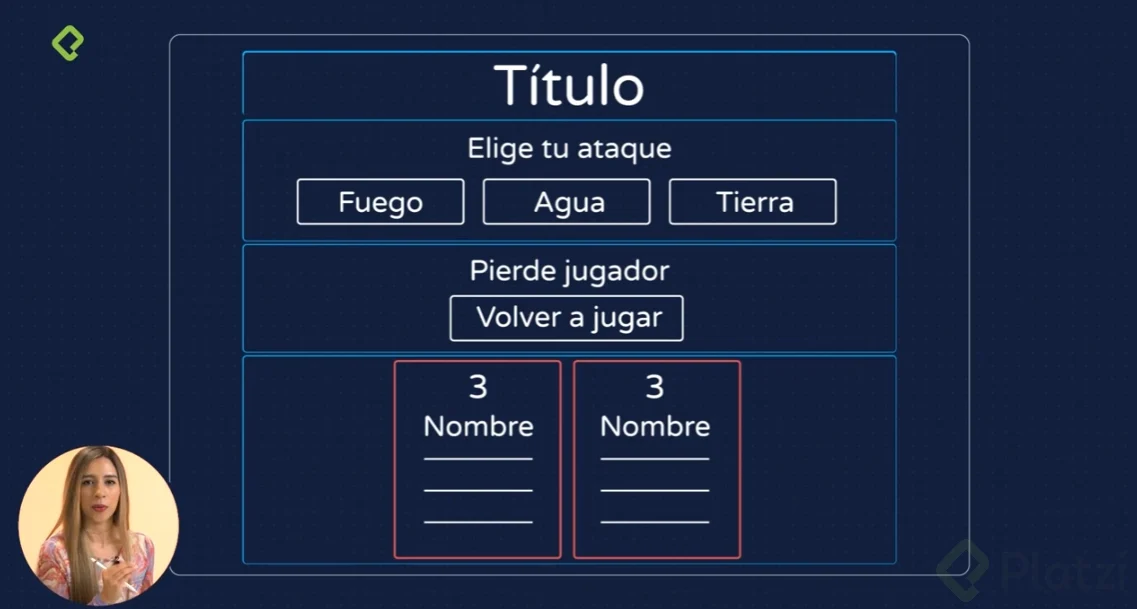 Título
Elige tu ataque
Fuego Agua Tierra
Pierde jugador
Volver a jugar
3 3
Nombre Nombre
Platzi